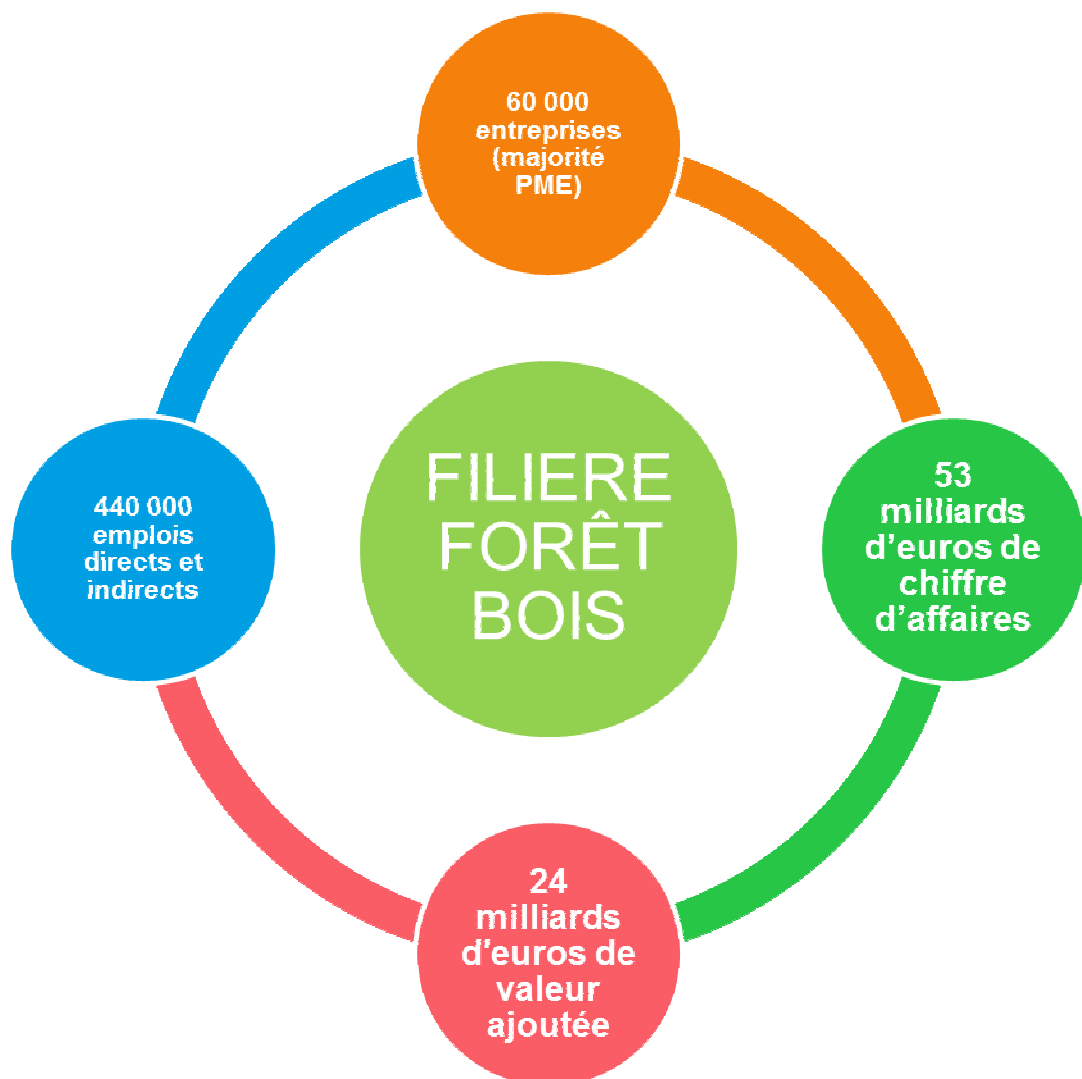 60 000
entreprises
(majorité
PME)
440 000
emplois
directs et
indirects
FILIERE
FORÊT
BOIS
53
milliards
d’euros de
chiffre
d’affaires
24
milliards
d'euros de
valeur
ajoutée